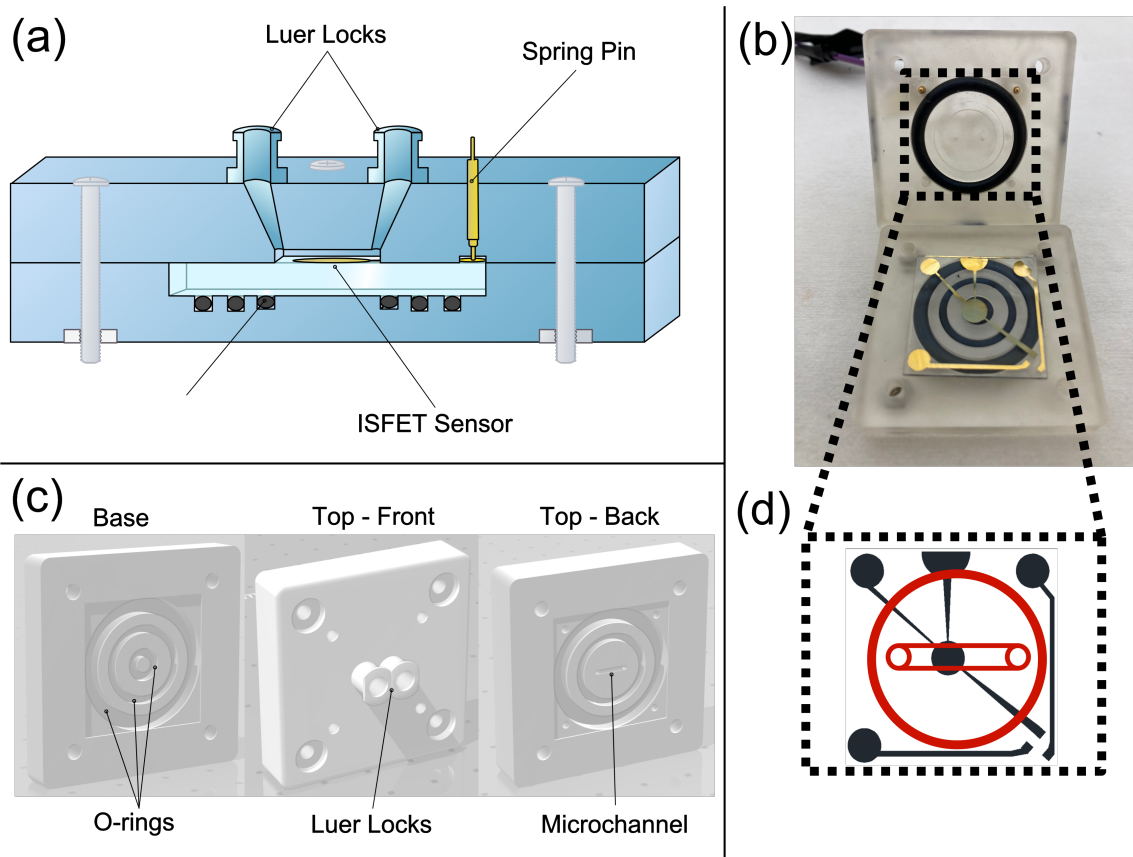 (a)
Luer Locks
Spring Pin
ISFET Sensor
(b)
(c)
Base
Top - Front
Top - Back
O-rings
Luer Locks
Microchannel
(d)